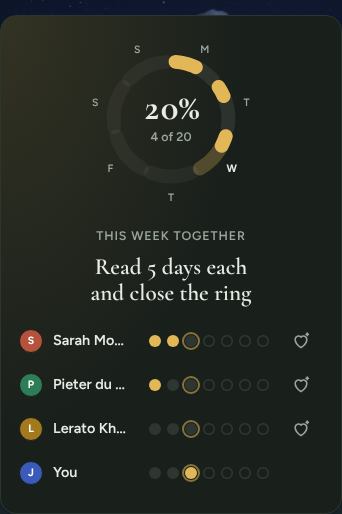 S M
S T
20%
4 of 20
F W
T
THIS WEEK TOGETHER
Read 5 days each
and close the ring
S Sarah Mo...
P Pieter du ...
L Lerato Kh...
J You